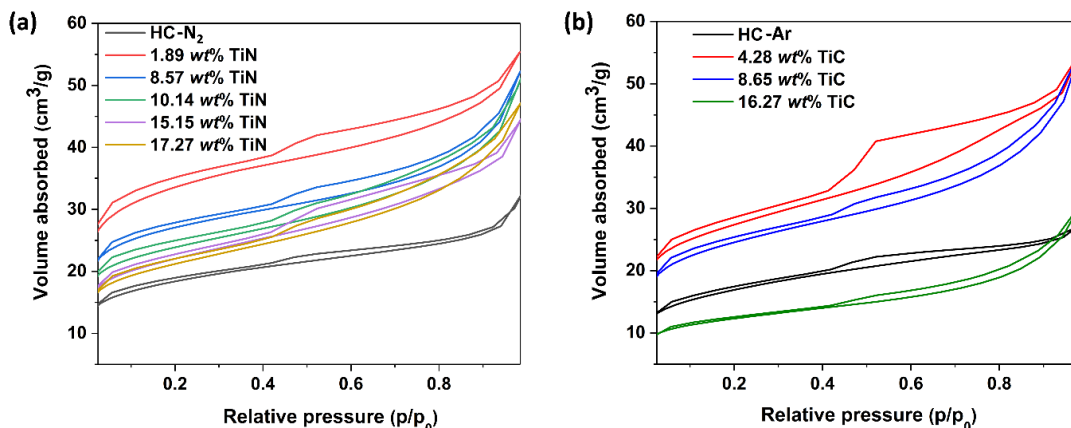 (a)
60
50
40
30
20
10
Volume absorbed (cm³/g)
HC-N₂
1.89 wt% TiN
8.57 wt% TiN
10.14 wt% TiN
15.15 wt% TiN
17.27 wt% TiN
0.2 0.4 0.6 0.8
Relative pressure (p/p₀)
(b)
60
50
40
30
20
10
Volume absorbed (cm³/g)
HC-Ar
4.28 wt% TiC
8.65 wt% TiC
16.27 wt% TiC
0.2 0.4 0.6 0.8
Relative pressure (p/p₀)